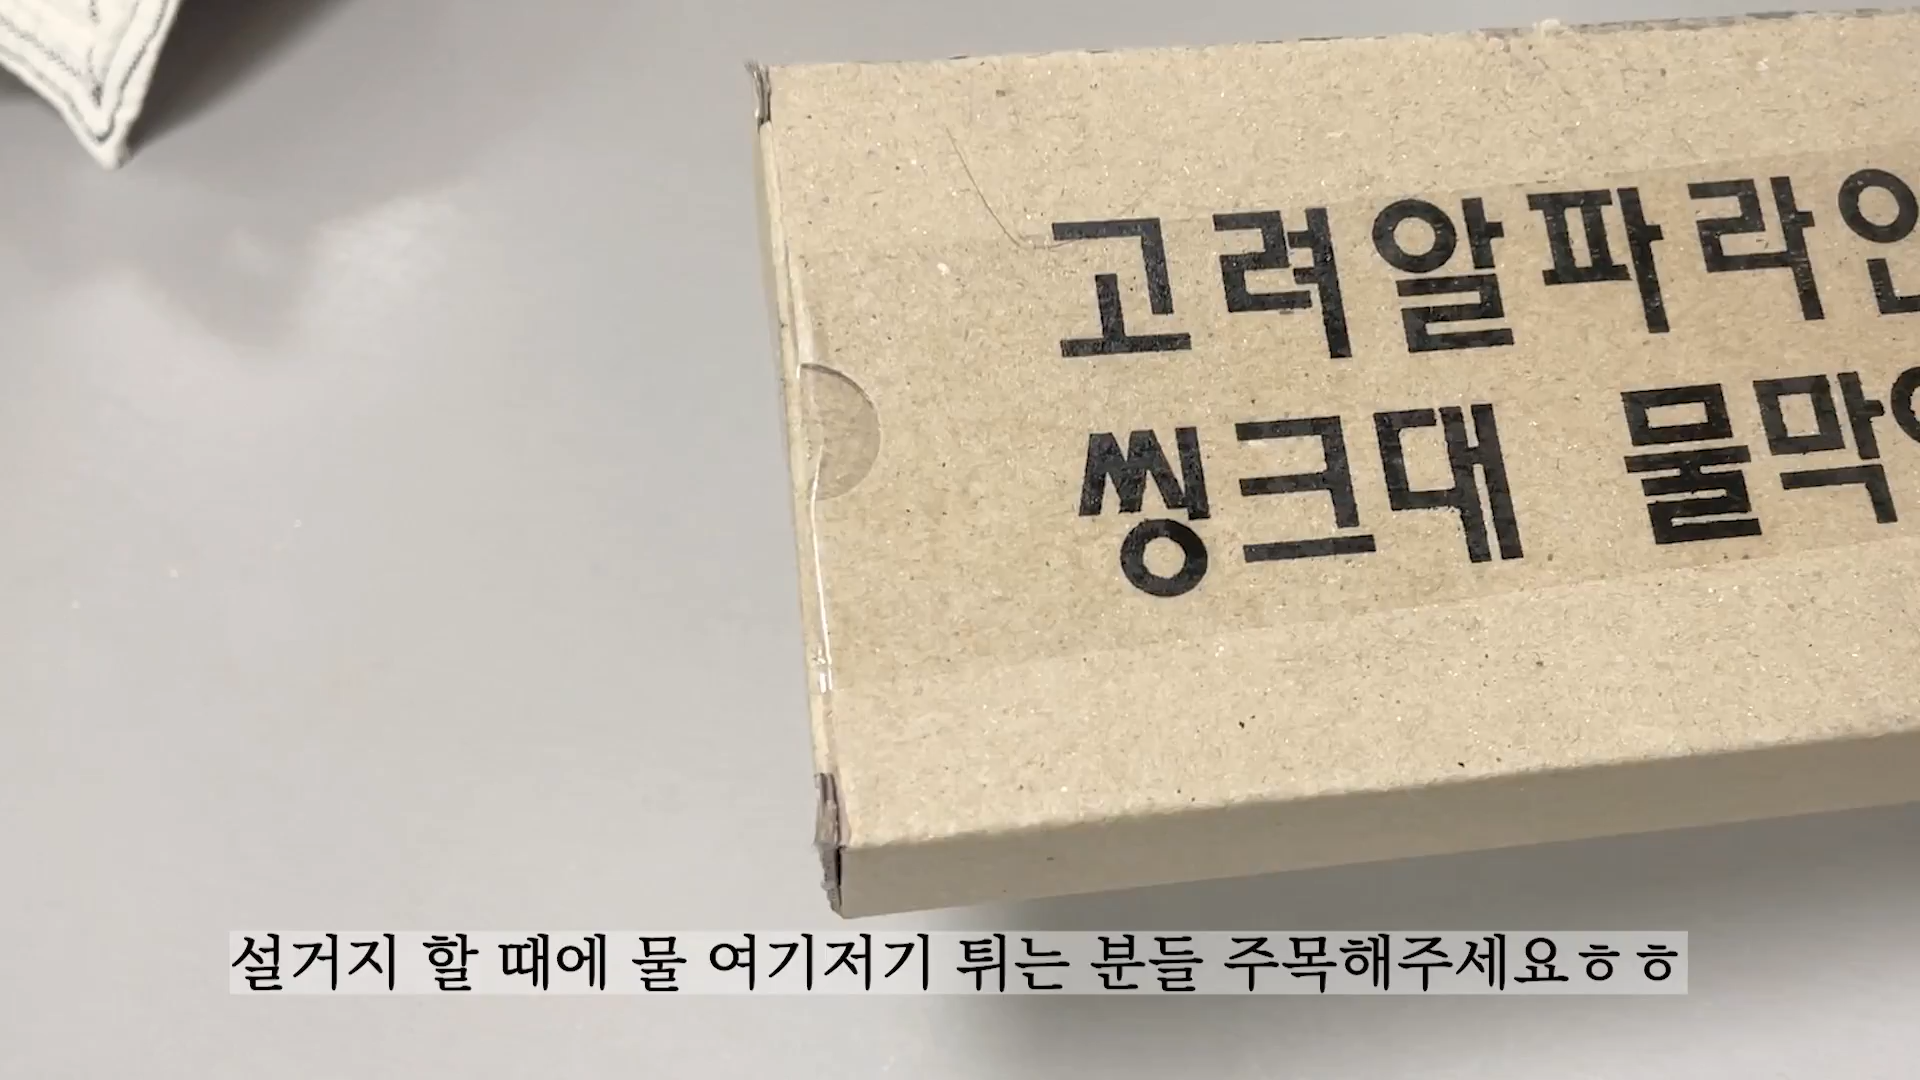 고려알파라인
씽크대 물막
설거지 할 때에 물 여기저기 튀는 분들 주목해주세요ㅎㅎ